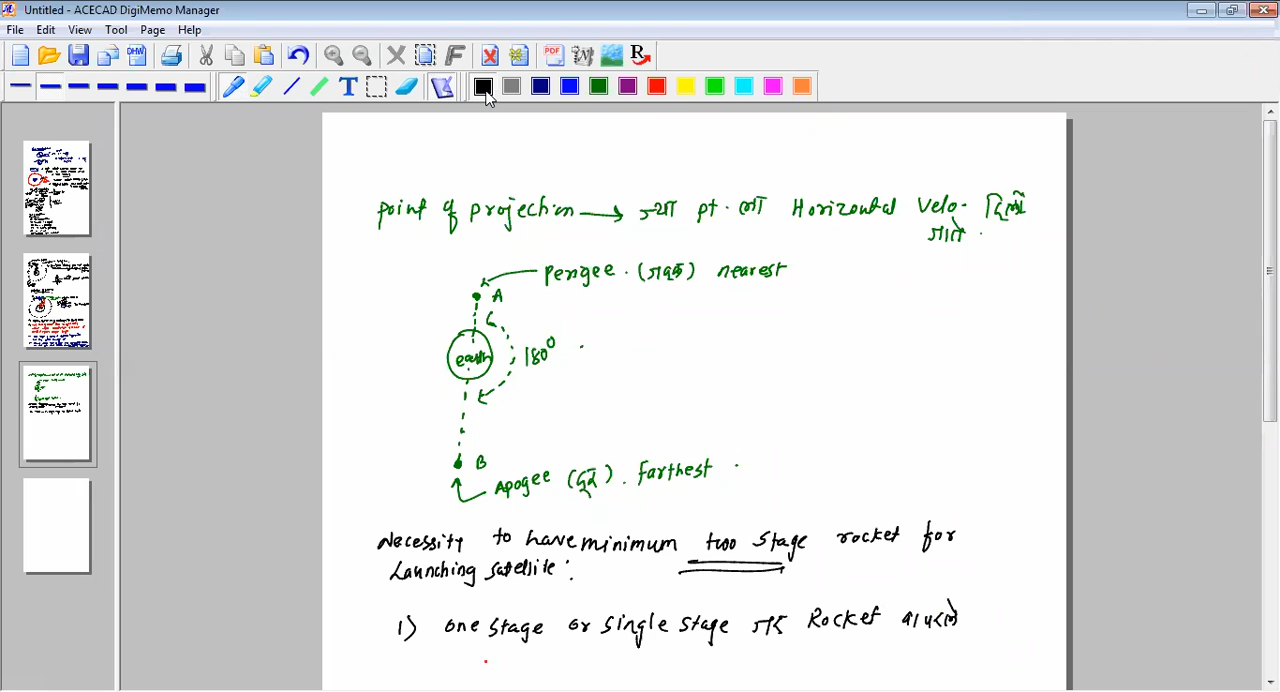 Untitled - ACECAD DigiMemo Manager
File Edit View Tool Page Help
point of projection → pt. Horizontal Velo.
perigee. nearest
A
earth
180°
B
Apogee (दूर). farthest
Necessity to have minimum two stage rocket for
Launching satellite:
1) one stage or single stage Rocket